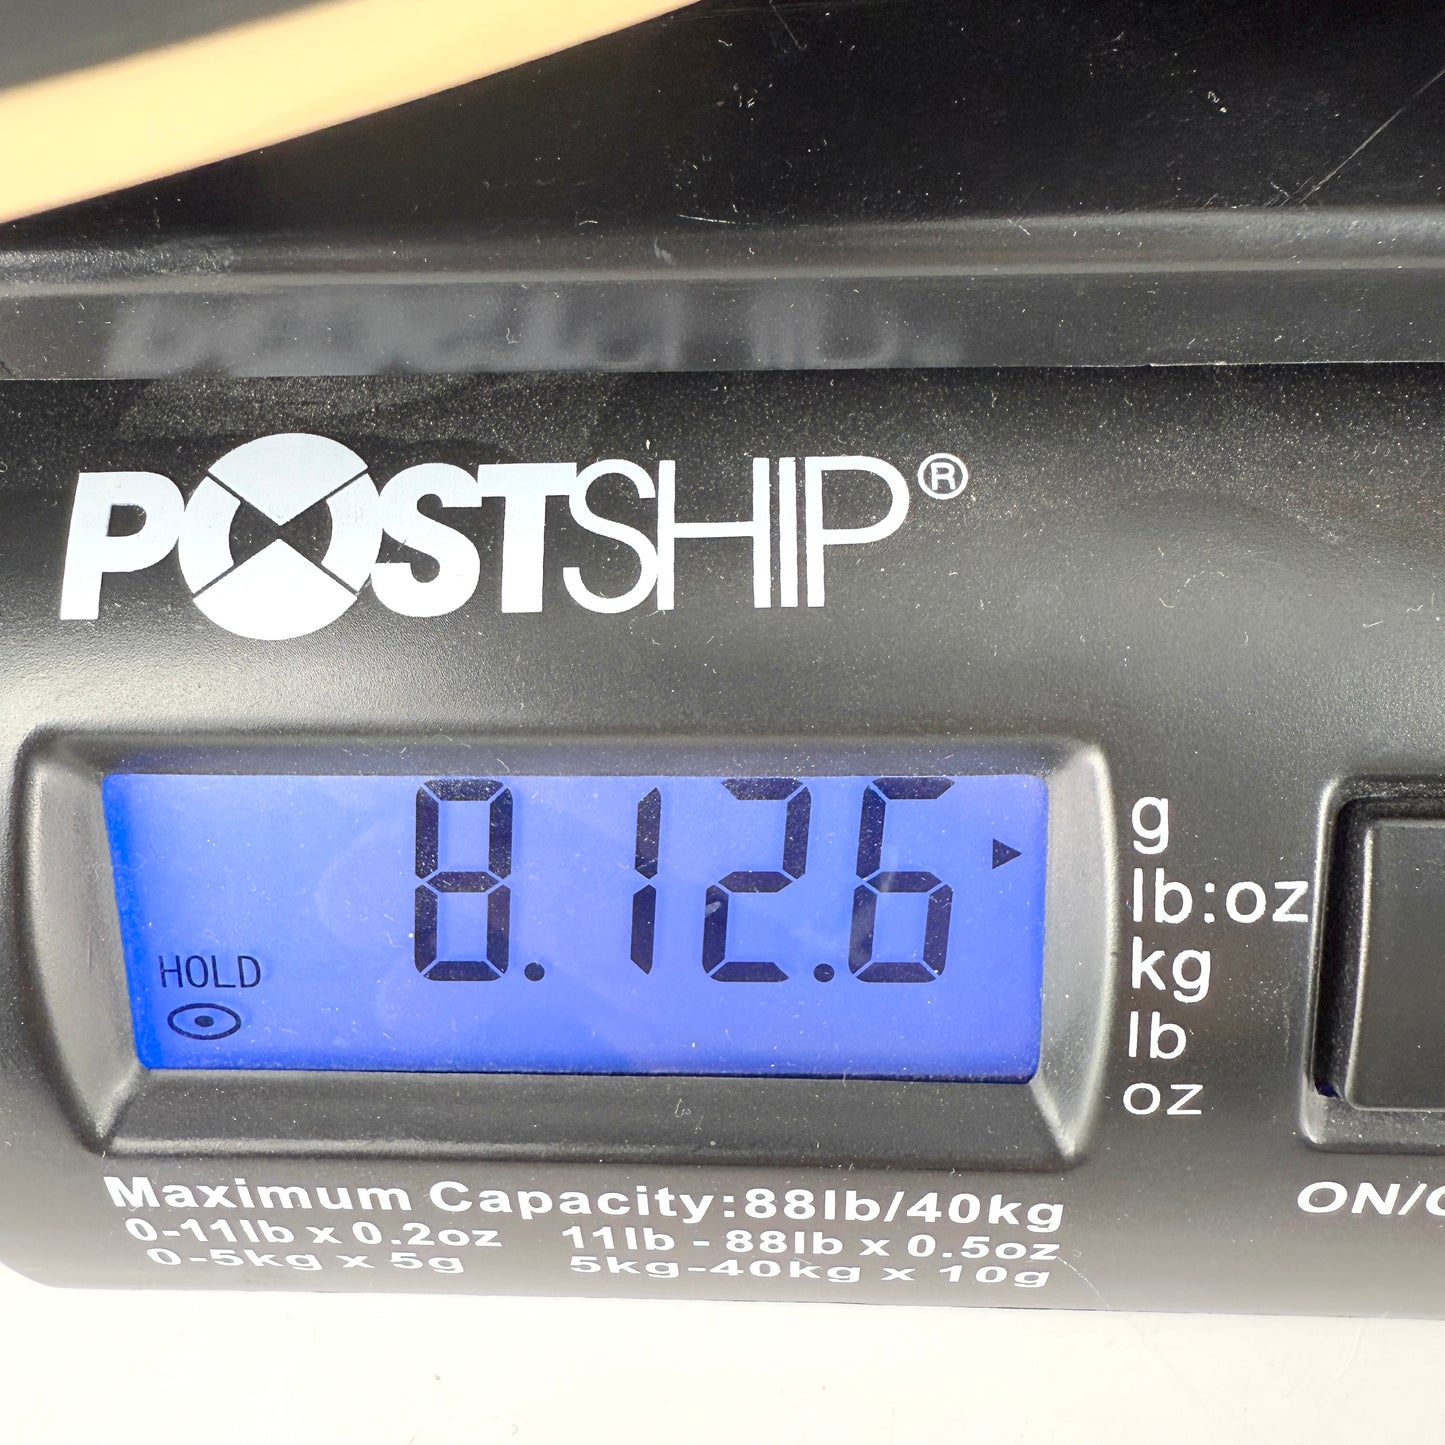 POSTSHIP®
8.12.6
HOLD
g
lb:oz
kg
lb
oz
Maximum Capacity:88lb/40kg
0-11lb x 0.2oz 11lb - 88lb x 0.5oz
0-5kg x 5g 5kg-40kg x 10g
ON/